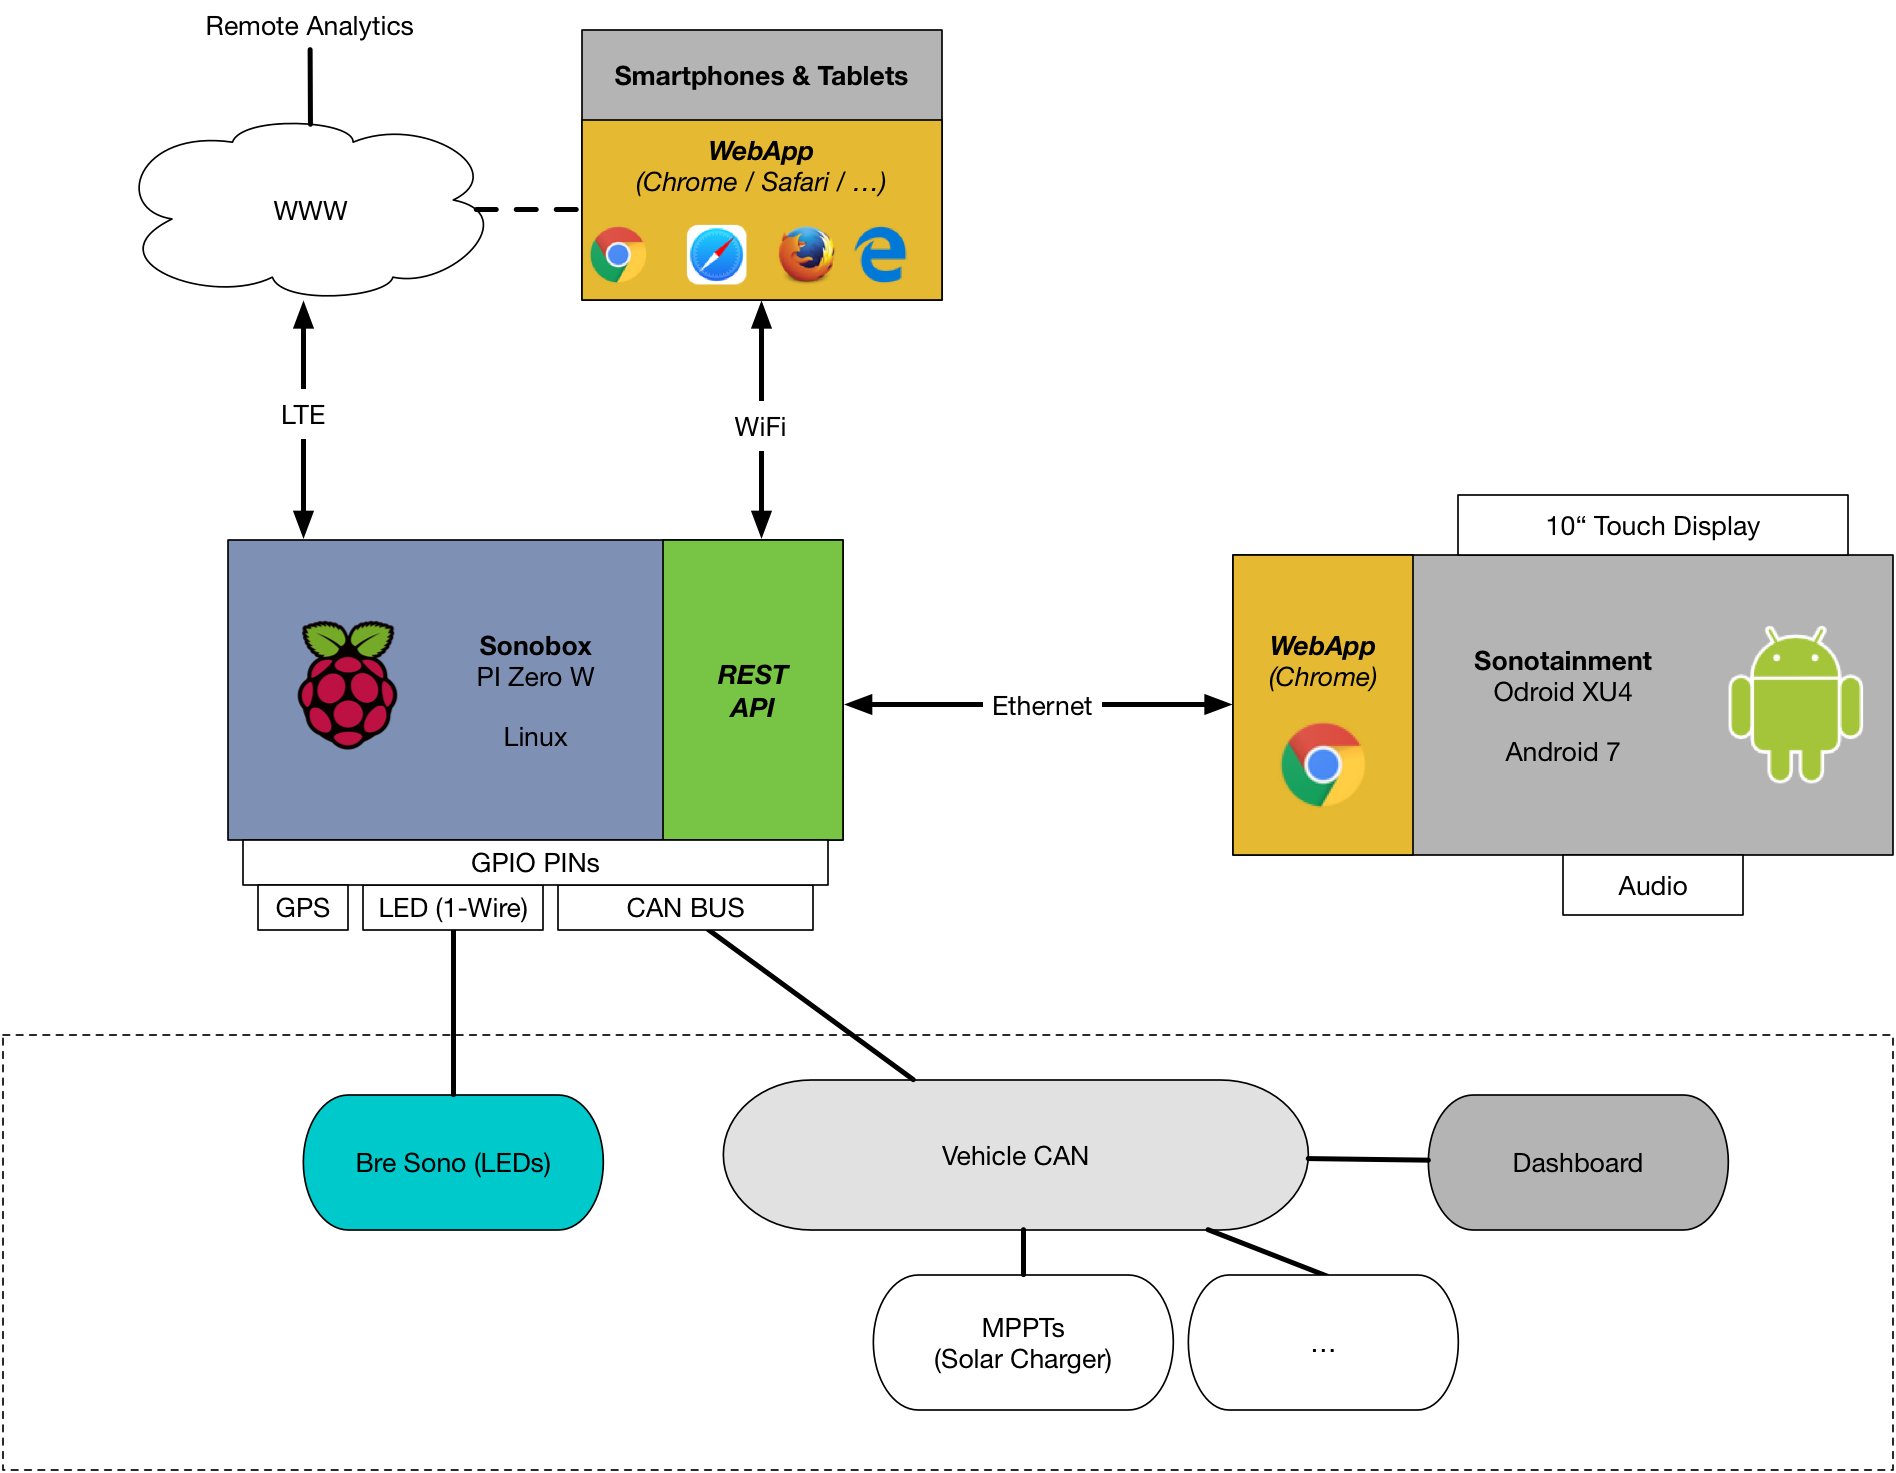 Remote Analytics
Smartphones & Tablets
WebApp
(Chrome / Safari / …)
WWW
LTE
WiFi
10“ Touch Display
Sonobox
PI Zero W
Linux
REST
API
Ethernet
WebApp
(Chrome)
Sonotainment
Odroid XU4
Android 7
GPIO PINs
GPS
LED (1-Wire)
CAN BUS
Audio
Bre Sono (LEDs)
Vehicle CAN
Dashboard
MPPTs
(Solar Charger)
…